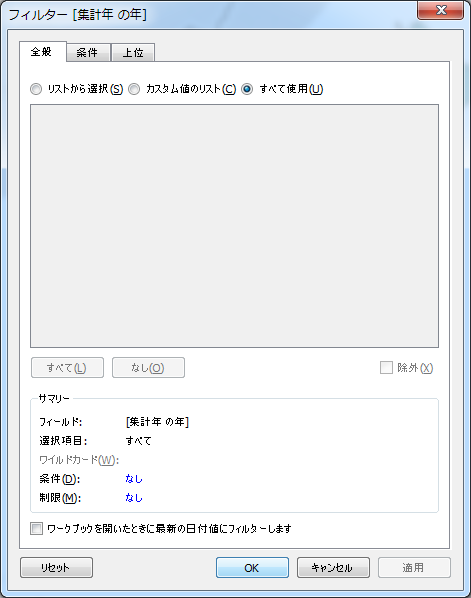 フィルター [集計年 の年]
全般 条件 上位
リストから選択(S) カスタム値のリスト(C) すべて使用(U)
すべて(L) なし(O) 除外(X)
サマリー
フィールド: [集計年 の年]
選択項目: すべて
ワイルドカード(W):
条件(D): なし
制限(M): なし
ワークブックを開いたときに最新の日付値にフィルターします
リセット OK キャンセル 適用